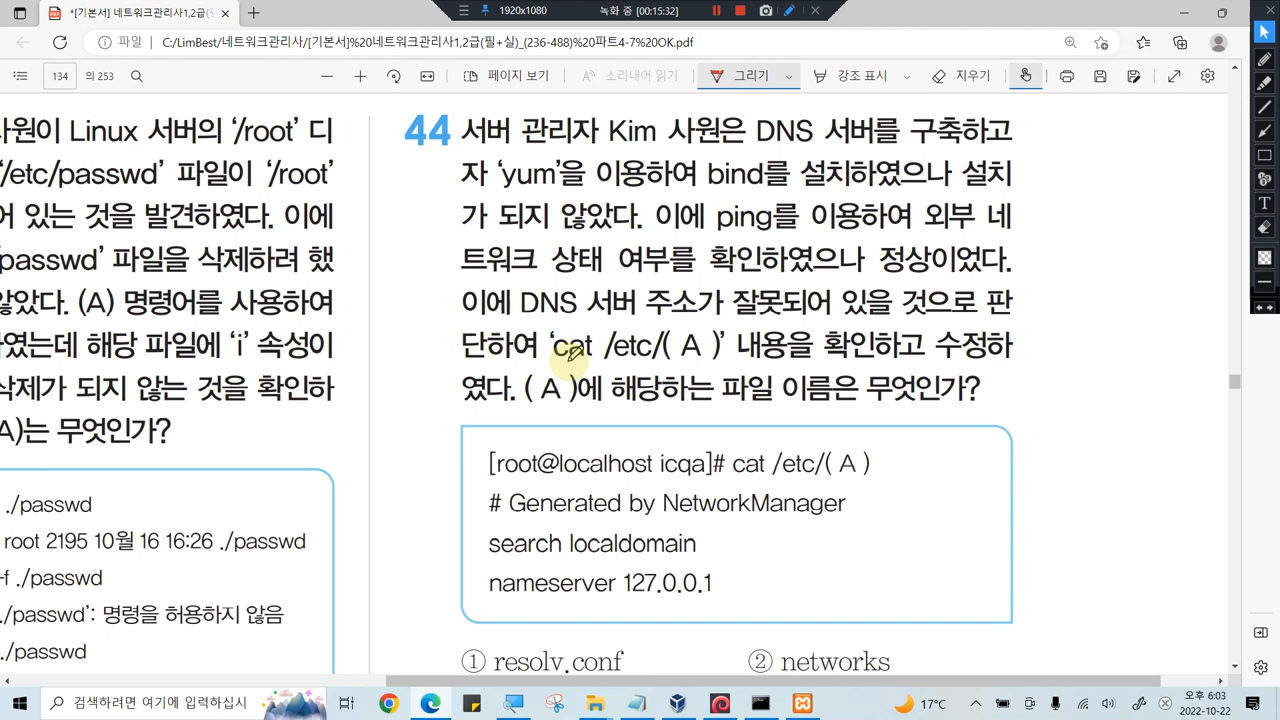 1920x1080
녹화 중 [00:15:32]
*[기본서] 네트워크관리사1,2급(필
파일
C:/LimBest/네트워크관리사/[기본서]%20네트워크관리사1,2급(필+실)_(236-388)%20파트4-7%20OK.pdf
134 의 253
페이지 보기
소리내어 읽기
그리기
강조 표시
지우기
사원이 Linux 서버의 ‘/root’ 디
‘/etc/passwd’ 파일이 ‘/root’
어 있는 것을 발견하였다. 이에
passwd’ 파일을 삭제하려 했
않았다. (A) 명령어를 사용하여
하였는데 해당 파일에 ‘i’ 속성이
삭제가 되지 않는 것을 확인하
A)는 무엇인가?
./passwd
root 2195 10월 16 16:26 ./passwd
-f ./passwd
./passwd’: 명령을 허용하지 않음
./passwd
44 서버 관리자 Kim 사원은 DNS 서버를 구축하고
자 ‘yum’을 이용하여 bind를 설치하였으나 설치
가 되지 않았다. 이에 ping를 이용하여 외부 네
트워크 상태 여부를 확인하였으나 정상이었다.
이에 DNS 서버 주소가 잘못되어 있을 것으로 판
단하여 ‘cat /etc/( A )’ 내용을 확인하고 수정하
였다. ( A )에 해당하는 파일 이름은 무엇인가?
[root@localhost icqa]# cat /etc/( A )
# Generated by NetworkManager
search localdomain
nameserver 127.0.0.1
① resolv.conf ② networks
검색하려면 여기에 입력하십시
17°C
오후 6:03
2022-10-22